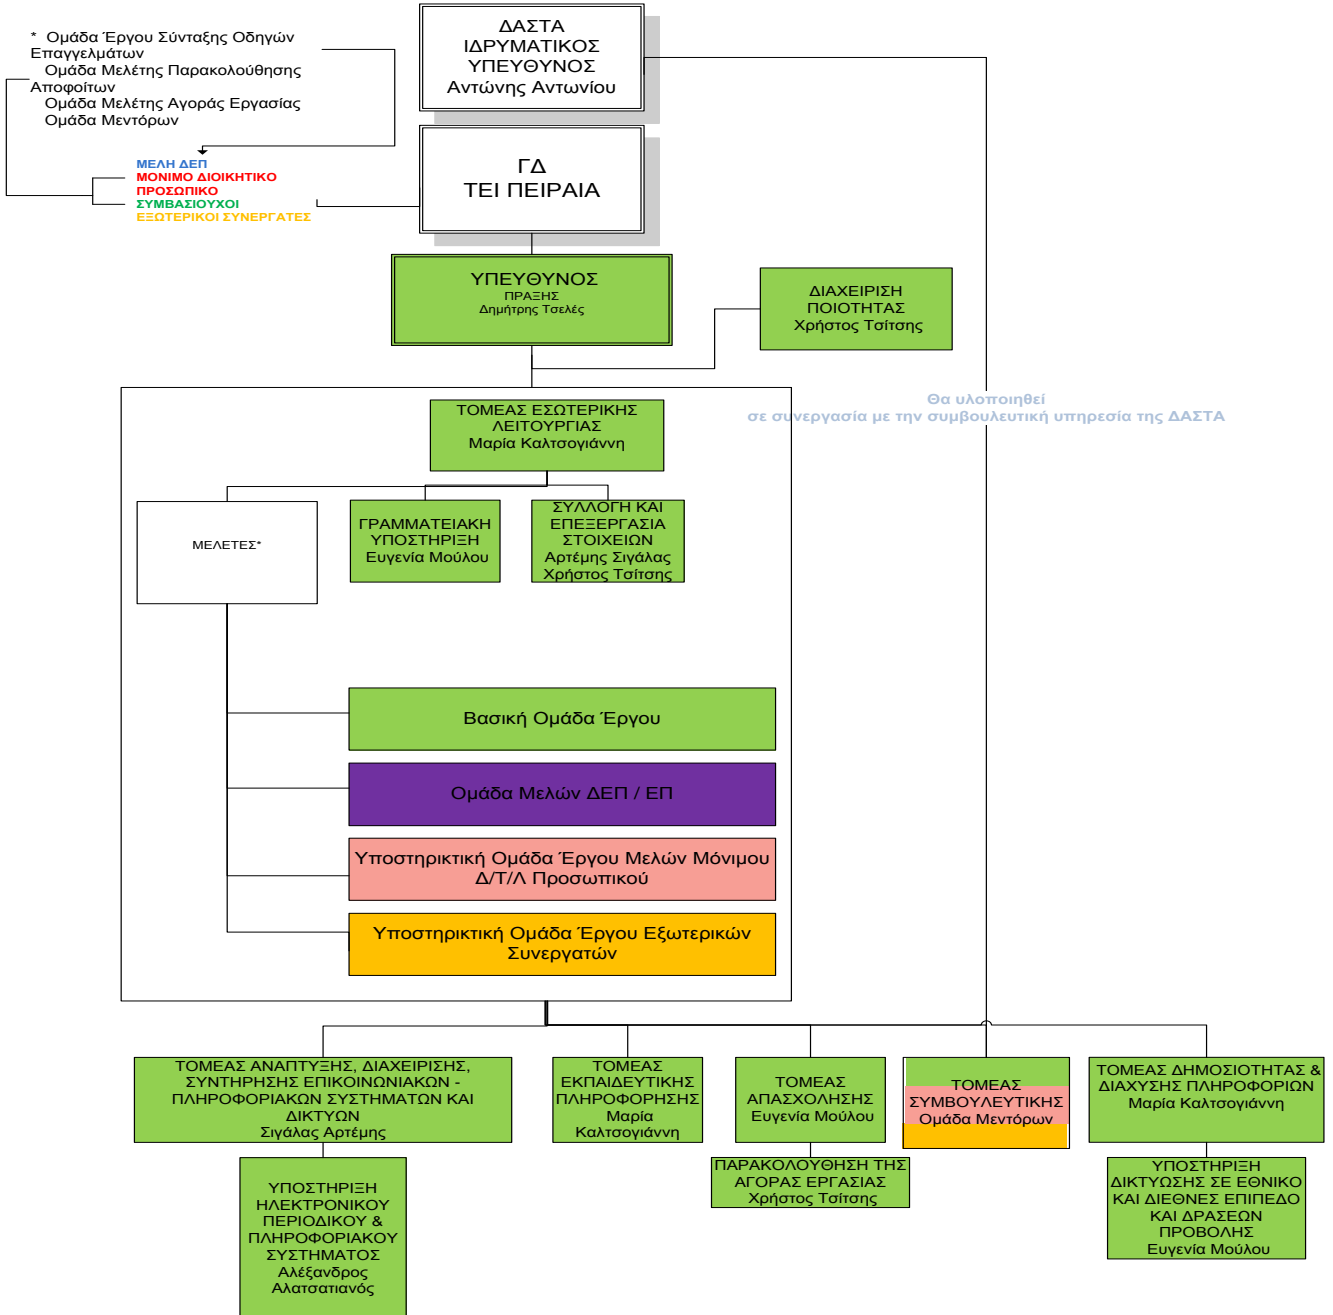 * Ομάδα Έργου Σύνταξης Οδηγών
Επαγγελμάτων
Ομάδα Μελέτης Παρακολούθησης
Αποφοίτων
Ομάδα Μελέτης Αγοράς Εργασίας
Ομάδα Μεντόρων
ΜΕΛΗ ΔΕΠ
ΜΟΝΙΜΟ ΔΙΟΙΚΗΤΙΚΟ
ΠΡΟΣΩΠΙΚΟ
ΣΥΜΒΑΣΙΟΥΧΟΙ
ΕΞΩΤΕΡΙΚΟΙ ΣΥΝΕΡΓΑΤΕΣ
ΔΑΣΤΑ
ΙΔΡΥΜΑΤΙΚΟΣ
ΥΠΕΥΘΥΝΟΣ
Αντώνης Αντωνίου
ΓΔ
ΤΕΙ ΠΕΙΡΑΙΑ
ΥΠΕΥΘΥΝΟΣ
ΠΡΑΞΗΣ
Δημήτρης Τσελές
ΔΙΑΧΕΙΡΙΣΗ
ΠΟΙΟΤΗΤΑΣ
Χρήστος Τσίτσης
Θα υλοποιηθεί
σε συνεργασία με την συμβουλευτική υπηρεσία της ΔΑΣΤΑ
ΤΟΜΕΑΣ ΕΣΩΤΕΡΙΚΗΣ
ΛΕΙΤΟΥΡΓΙΑΣ
Μαρία Καλτσογιάννη
ΜΕΛΕΤΕΣ*
ΓΡΑΜΜΑΤΕΙΑΚΗ
ΥΠΟΣΤΗΡΙΞΗ
Ευγενία Μούλου
ΣΥΛΛΟΓΗ ΚΑΙ
ΕΠΕΞΕΡΓΑΣΙΑ
ΣΤΟΙΧΕΙΩΝ
Αρτέμης Σιγάλας
Χρήστος Τσίτσης
Βασική Ομάδα Έργου
Ομάδα Μελών ΔΕΠ / ΕΠ
Υποστηρικτική Ομάδα Έργου Μελών Μόνιμου
Δ/Τ/Λ Προσωπικού
Υποστηρικτική Ομάδα Έργου Εξωτερικών
Συνεργατών
ΤΟΜΕΑΣ ΑΝΑΠΤΥΞΗΣ, ΔΙΑΧΕΙΡΙΣΗΣ,
ΣΥΝΤΗΡΗΣΗΣ ΕΠΙΚΟΙΝΩΝΙΑΚΩΝ -
ΠΛΗΡΟΦΟΡΙΑΚΩΝ ΣΥΣΤΗΜΑΤΩΝ ΚΑΙ
ΔΙΚΤΥΩΝ
Σιγάλας Αρτέμης
ΤΟΜΕΑΣ
ΕΚΠΑΙΔΕΥΤΙΚΗΣ
ΠΛΗΡΟΦΟΡΗΣΗΣ
Μαρία
Καλτσογιάννη
ΤΟΜΕΑΣ
ΑΠΑΣΧΟΛΗΣΗΣ
Ευγενία Μούλου
ΤΟΜΕΑΣ
ΣΥΜΒΟΥΛΕΥΤΙΚΗΣ
Ομάδα Μεντόρων
ΤΟΜΕΑΣ ΔΗΜΟΣΙΟΤΗΤΑΣ &
ΔΙΑΧΥΣΗΣ ΠΛΗΡΟΦΟΡΙΩΝ
Μαρία Καλτσογιάννη
ΥΠΟΣΤΗΡΙΞΗ
ΗΛΕΚΤΡΟΝΙΚΟΥ
ΠΕΡΙΟΔΙΚΟΥ &
ΠΛΗΡΟΦΟΡΙΑΚΟΥ
ΣΥΣΤΗΜΑΤΟΣ
Αλέξανδρος
Αλατσατιανός
ΠΑΡΑΚΟΛΟΥΘΗΣΗ ΤΗΣ
ΑΓΟΡΑΣ ΕΡΓΑΣΙΑΣ
Χρήστος Τσίτσης
ΥΠΟΣΤΗΡΙΞΗ
ΔΙΚΤΥΩΣΗΣ ΣΕ ΕΘΝΙΚΟ
ΚΑΙ ΔΙΕΘΝΕΣ ΕΠΙΠΕΔΟ
ΚΑΙ ΔΡΑΣΕΩΝ
ΠΡΟΒΟΛΗΣ
Ευγενία Μούλου